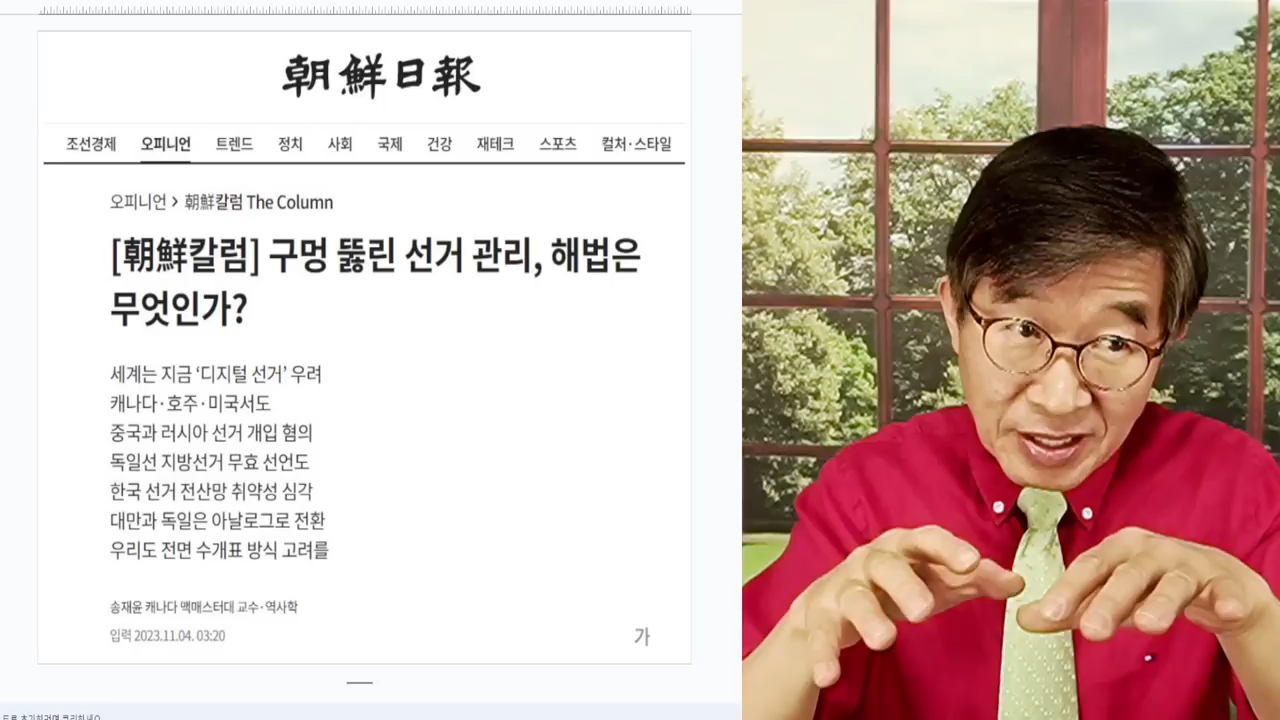 朝鮮日報
조선경제 오피니언 트렌드 정치 사회 국제 건강 재테크 스포츠 컬처·스타일
오피니언 > 朝鮮칼럼 The Column
[朝鮮칼럼] 구멍 뚫린 선거 관리, 해법은
무엇인가?
세계는 지금 ‘디지털 선거’ 우려
캐나다·호주·미국서도
중국과 러시아 선거 개입 혐의
독일선 지방선거 무효 선언도
한국 선거 전산망 취약성 심각
대만과 독일은 아날로그로 전환
우리도 전면 수개표 방식 고려를
송재윤 캐나다 맥매스터대 교수·역사학
입력 2023.11.04. 03:20
가